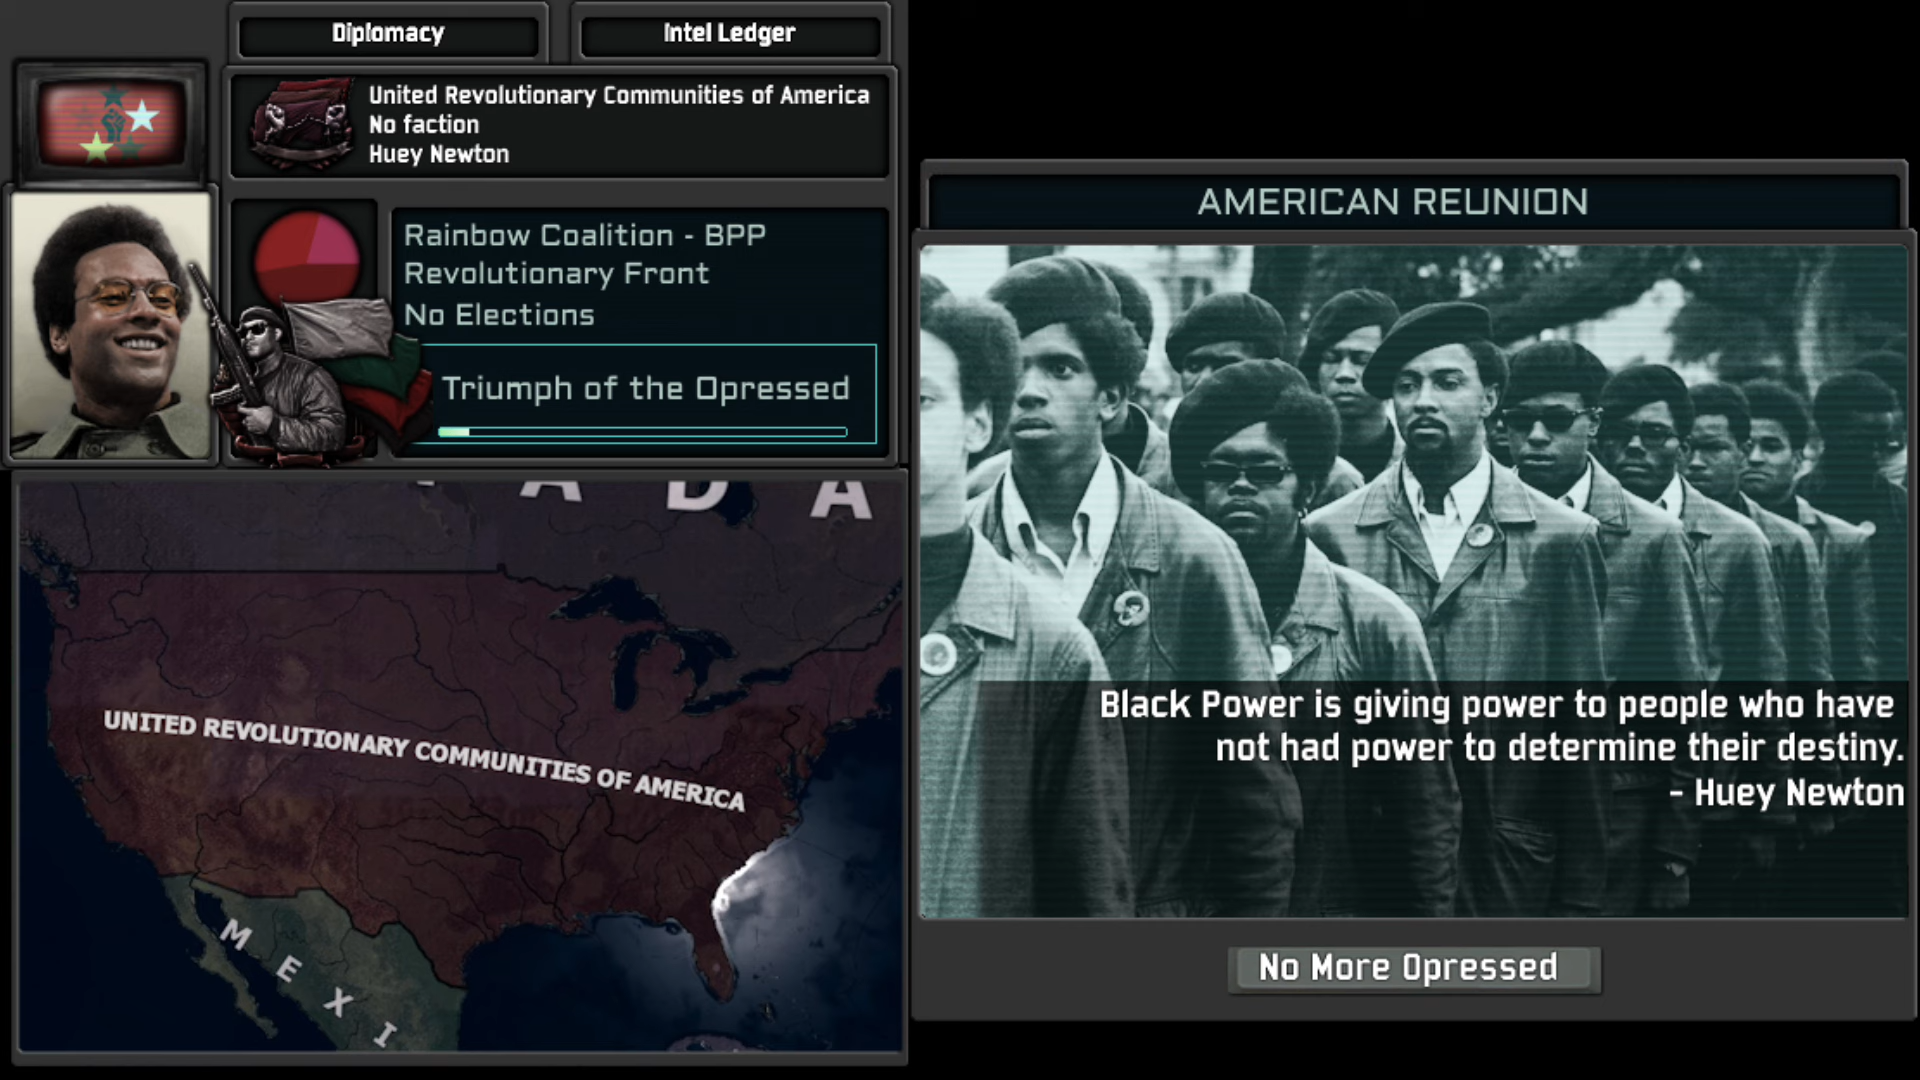 Diplomacy
Intel Ledger
United Revolutionary Communities of America
No faction
Huey Newton
Rainbow Coalition - BPP
Revolutionary Front
No Elections
Triumph of the Opressed
A D A
UNITED REVOLUTIONARY COMMUNITIES OF AMERICA
M E X I
AMERICAN REUNION
Black Power is giving power to people who have
not had power to determine their destiny.
- Huey Newton
No More Opressed